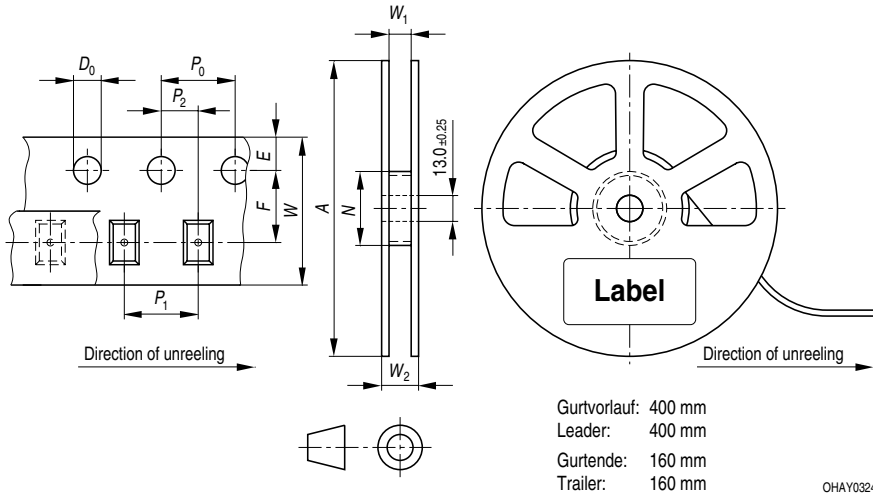 W1
D0
P0
P2
E
F
W
A
N
13.0 ±0.25
Label
P1
Direction of unreeling
W2
Direction of unreeling
Gurtvorlauf: 400 mm
Leader: 400 mm
Gurtende: 160 mm
Trailer: 160 mm
OHAY0324